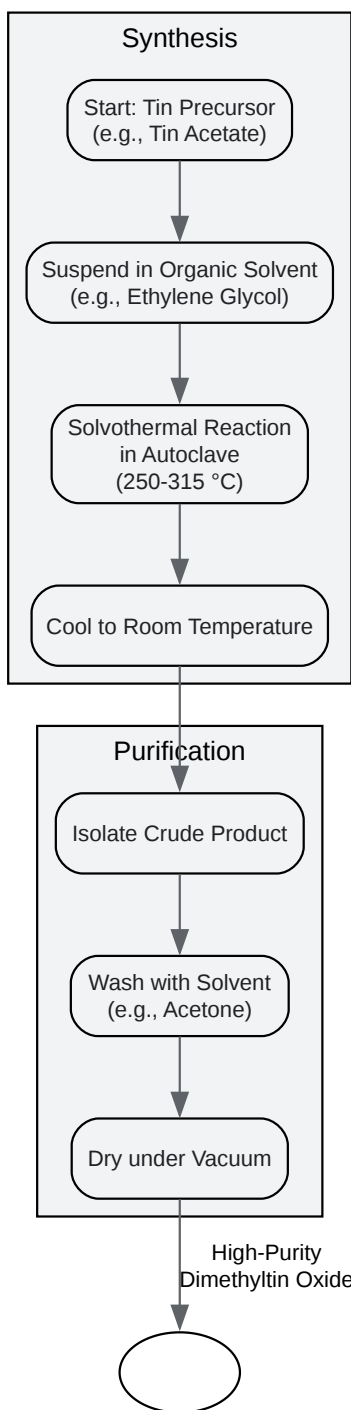 Synthesis
Start: Tin Precursor
(e.g., Tin Acetate)
Suspend in Organic Solvent
(e.g., Ethylene Glycol)
Solvothermal Reaction
in Autoclave
(250-315 °C)
Cool to Room Temperature
Purification
Isolate Crude Product
Wash with Solvent
(e.g., Acetone)
Dry under Vacuum
High-Purity
Dimethyltin Oxide